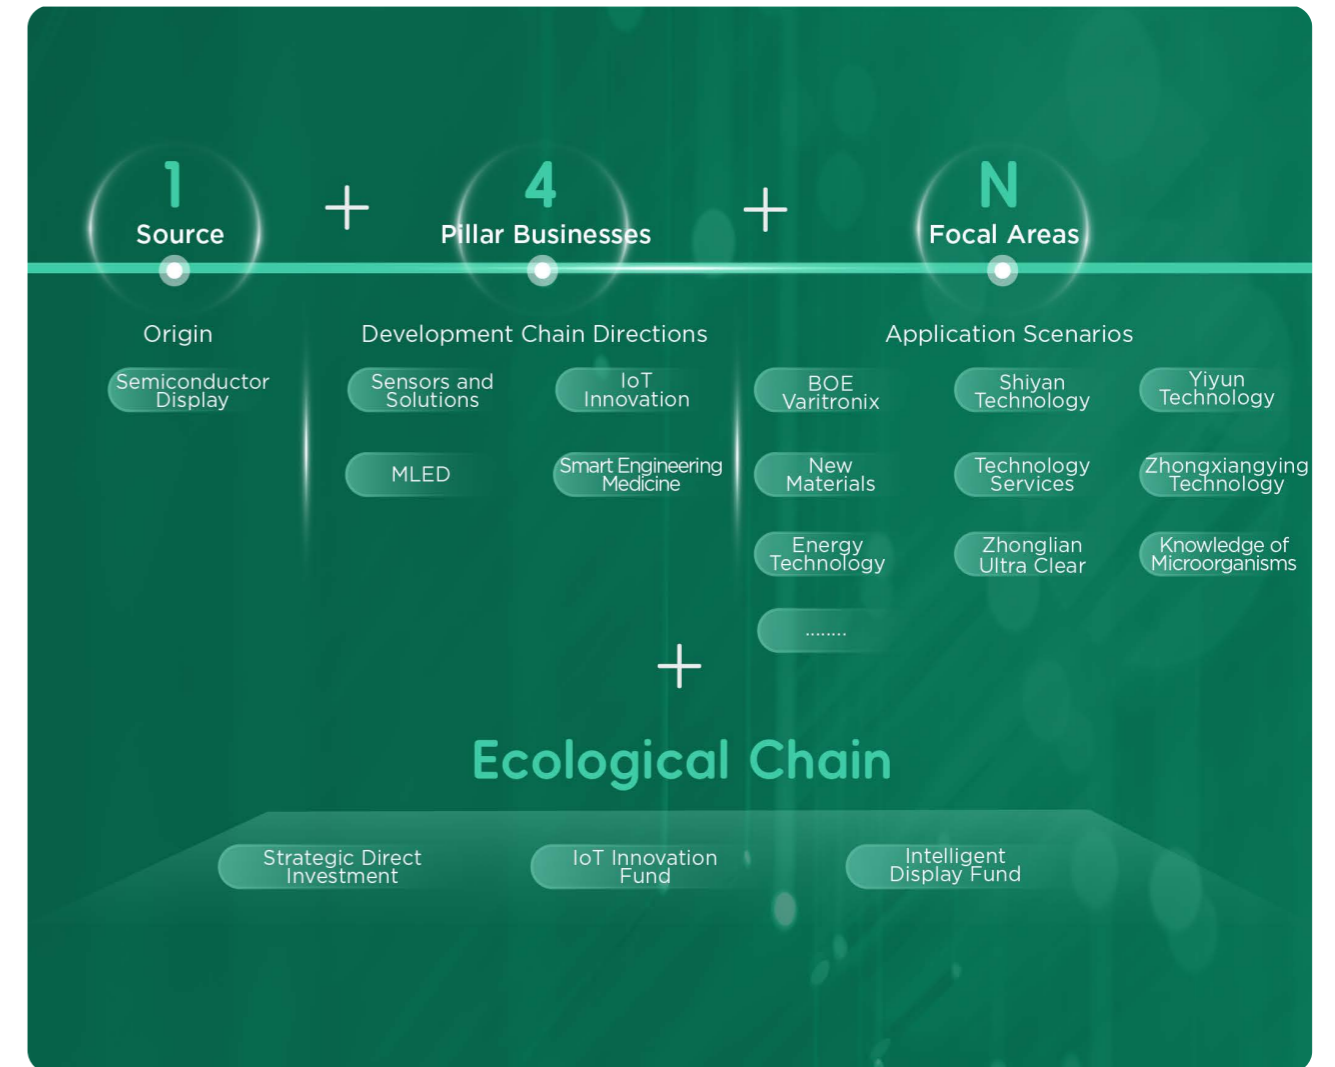 1
Source
4
Pillar Businesses
N
Focal Areas
Origin
Semiconductor
Display
Development Chain Directions
Sensors and
Solutions
IoT
Innovation
MLED
Smart Engineering
Medicine
Application Scenarios
BOE
Varitronix
Shiyan
Technology
Yiyun
Technology
New
Materials
Technology
Services
Zhongxiangying
Technology
Energy
Technology
Zhonglian
Ultra Clear
Knowledge of
Microorganisms
........
Ecological Chain
Strategic Direct
Investment
IoT Innovation
Fund
Intelligent
Display Fund